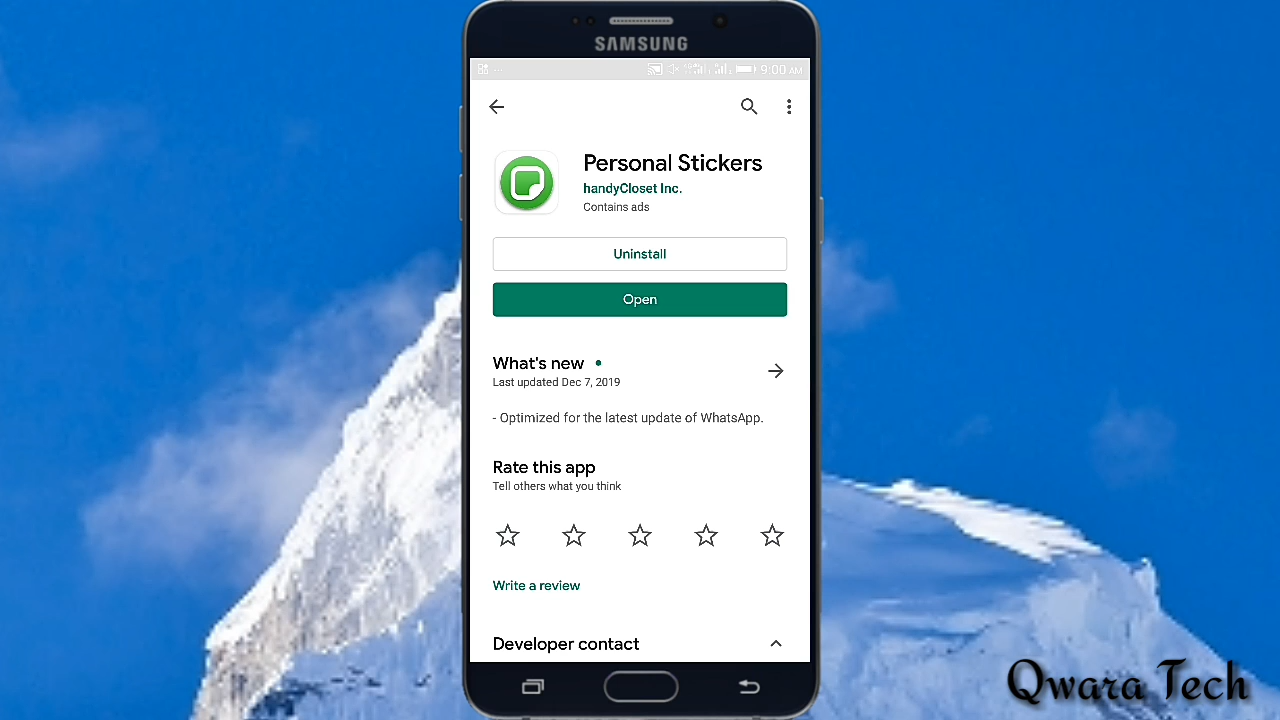 SAMSUNG
9:00 AM
Personal Stickers
handyCloset Inc.
Contains ads
Uninstall
Open
What's new
Last updated Dec 7, 2019
- Optimized for the latest update of WhatsApp.
Rate this app
Tell others what you think
Write a review
Developer contact
Qwara Tech